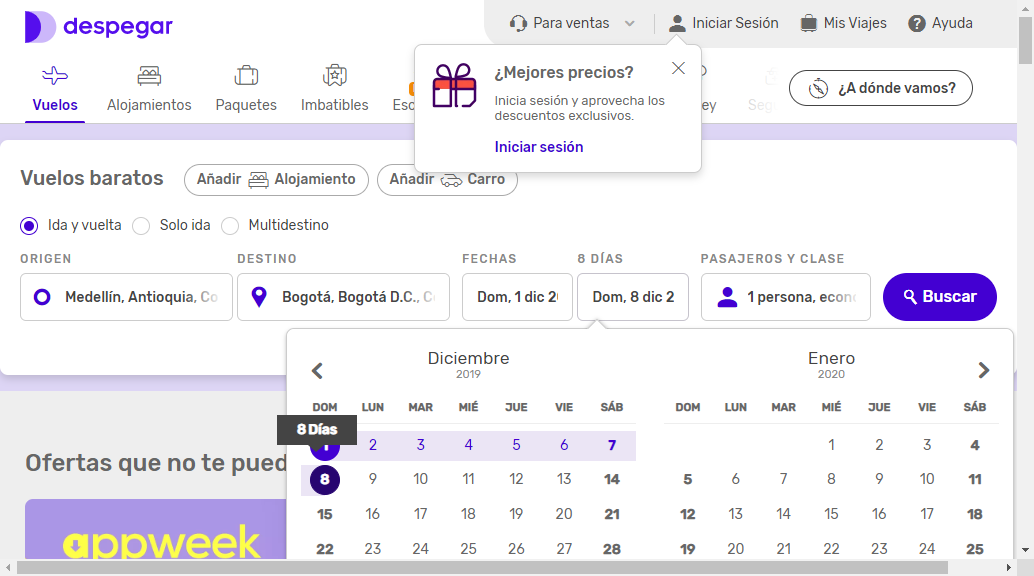 despegar
Para ventas
Iniciar Sesión
Mis Viajes
Ayuda
Vuelos
Alojamientos
Paquetes
Imbatibles
¿A dónde vamos?
¿Mejores precios?
Inicia sesión y aprovecha los
descuentos exclusivos.
Iniciar sesión
Vuelos baratos
Añadir Alojamiento
Añadir Carro
Ida y vuelta
Solo ida
Multidestino
ORIGEN
DESTINO
FECHAS
8 DÍAS
PASAJEROS Y CLASE
Medellín, Antioquia, Co
Bogotá, Bogotá D.C., C
Dom, 1 dic 20
Dom, 8 dic 2
1 persona, econ
Buscar
Diciembre
2019
DOM LUN MAR MIÉ JUE VIE SÁB
8 Días
1 2 3 4 5 6 7
8 9 10 11 12 13 14
15 16 17 18 19 20 21
22 23 24 25 26 27 28
Enero
2020
DOM LUN MAR MIÉ JUE VIE SÁB
1 2 3 4
5 6 7 8 9 10 11
12 13 14 15 16 17 18
19 20 21 22 23 24 25
Ofertas que no te pued
appweek